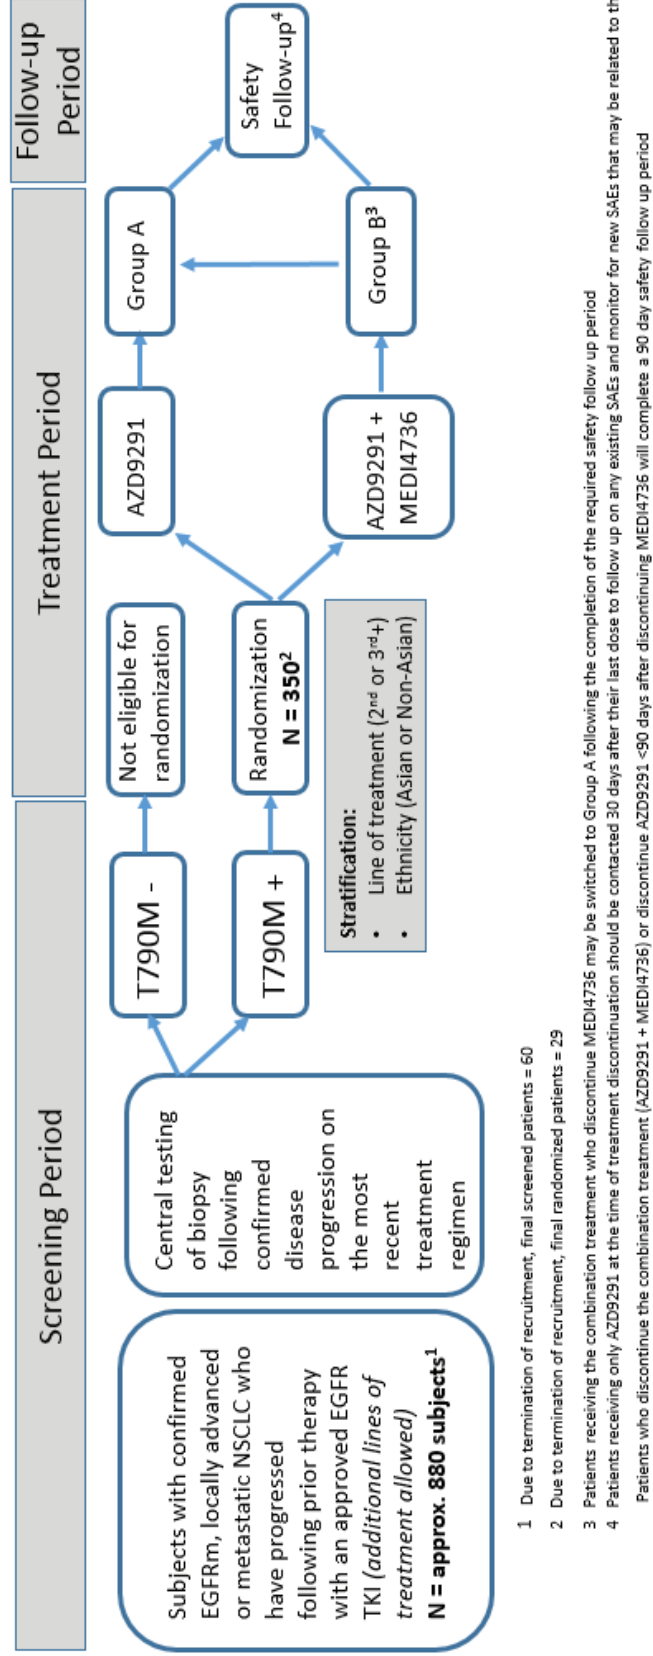 Screening Period
Treatment Period
Follow-up
Period
Subjects with confirmed
EGFRm, locally advanced
or metastatic NSCLC who
have progressed
following prior therapy
with an approved EGFR
TKI (additional lines of
treatment allowed)
N = approx. 880 subjects¹
Central testing
of biopsy
following
confirmed
disease
progression on
the most
recent
treatment
regimen
T790M -
T790M +
Not eligible for
randomization
Randomization
N = 350²
Stratification:
• Line of treatment (2nd or 3rd+)
• Ethnicity (Asian or Non-Asian)
AZD9291
AZD9291 +
MEDI4736
Group A
Group B³
Safety
Follow-up⁴
1 Due to termination of recruitment, final screened patients = 60
2 Due to termination of recruitment, final randomized patients = 29
3 Patients receiving the combination treatment who discontinue MEDI4736 may be switched to Group A following the completion of the required safety follow up period
4 Patients receiving only AZD9291 at the time of treatment discontinuation should be contacted 30 days after their last dose to follow up on any existing SAEs and monitor for new SAEs that may be related to
Patients who discontinue the combination treatment (AZD9291 + MEDI4736) or discontinue AZD9291 <90 days after discontinuing MEDI4736 will complete a 90 day safety follow up period